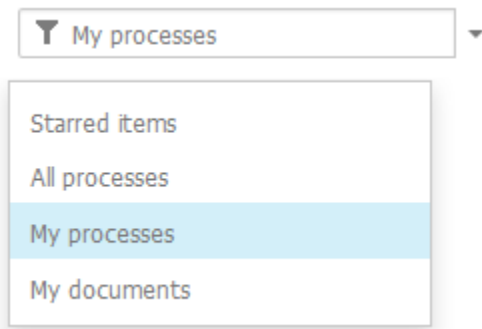 My processes
Starred items
All processes
My processes
My documents